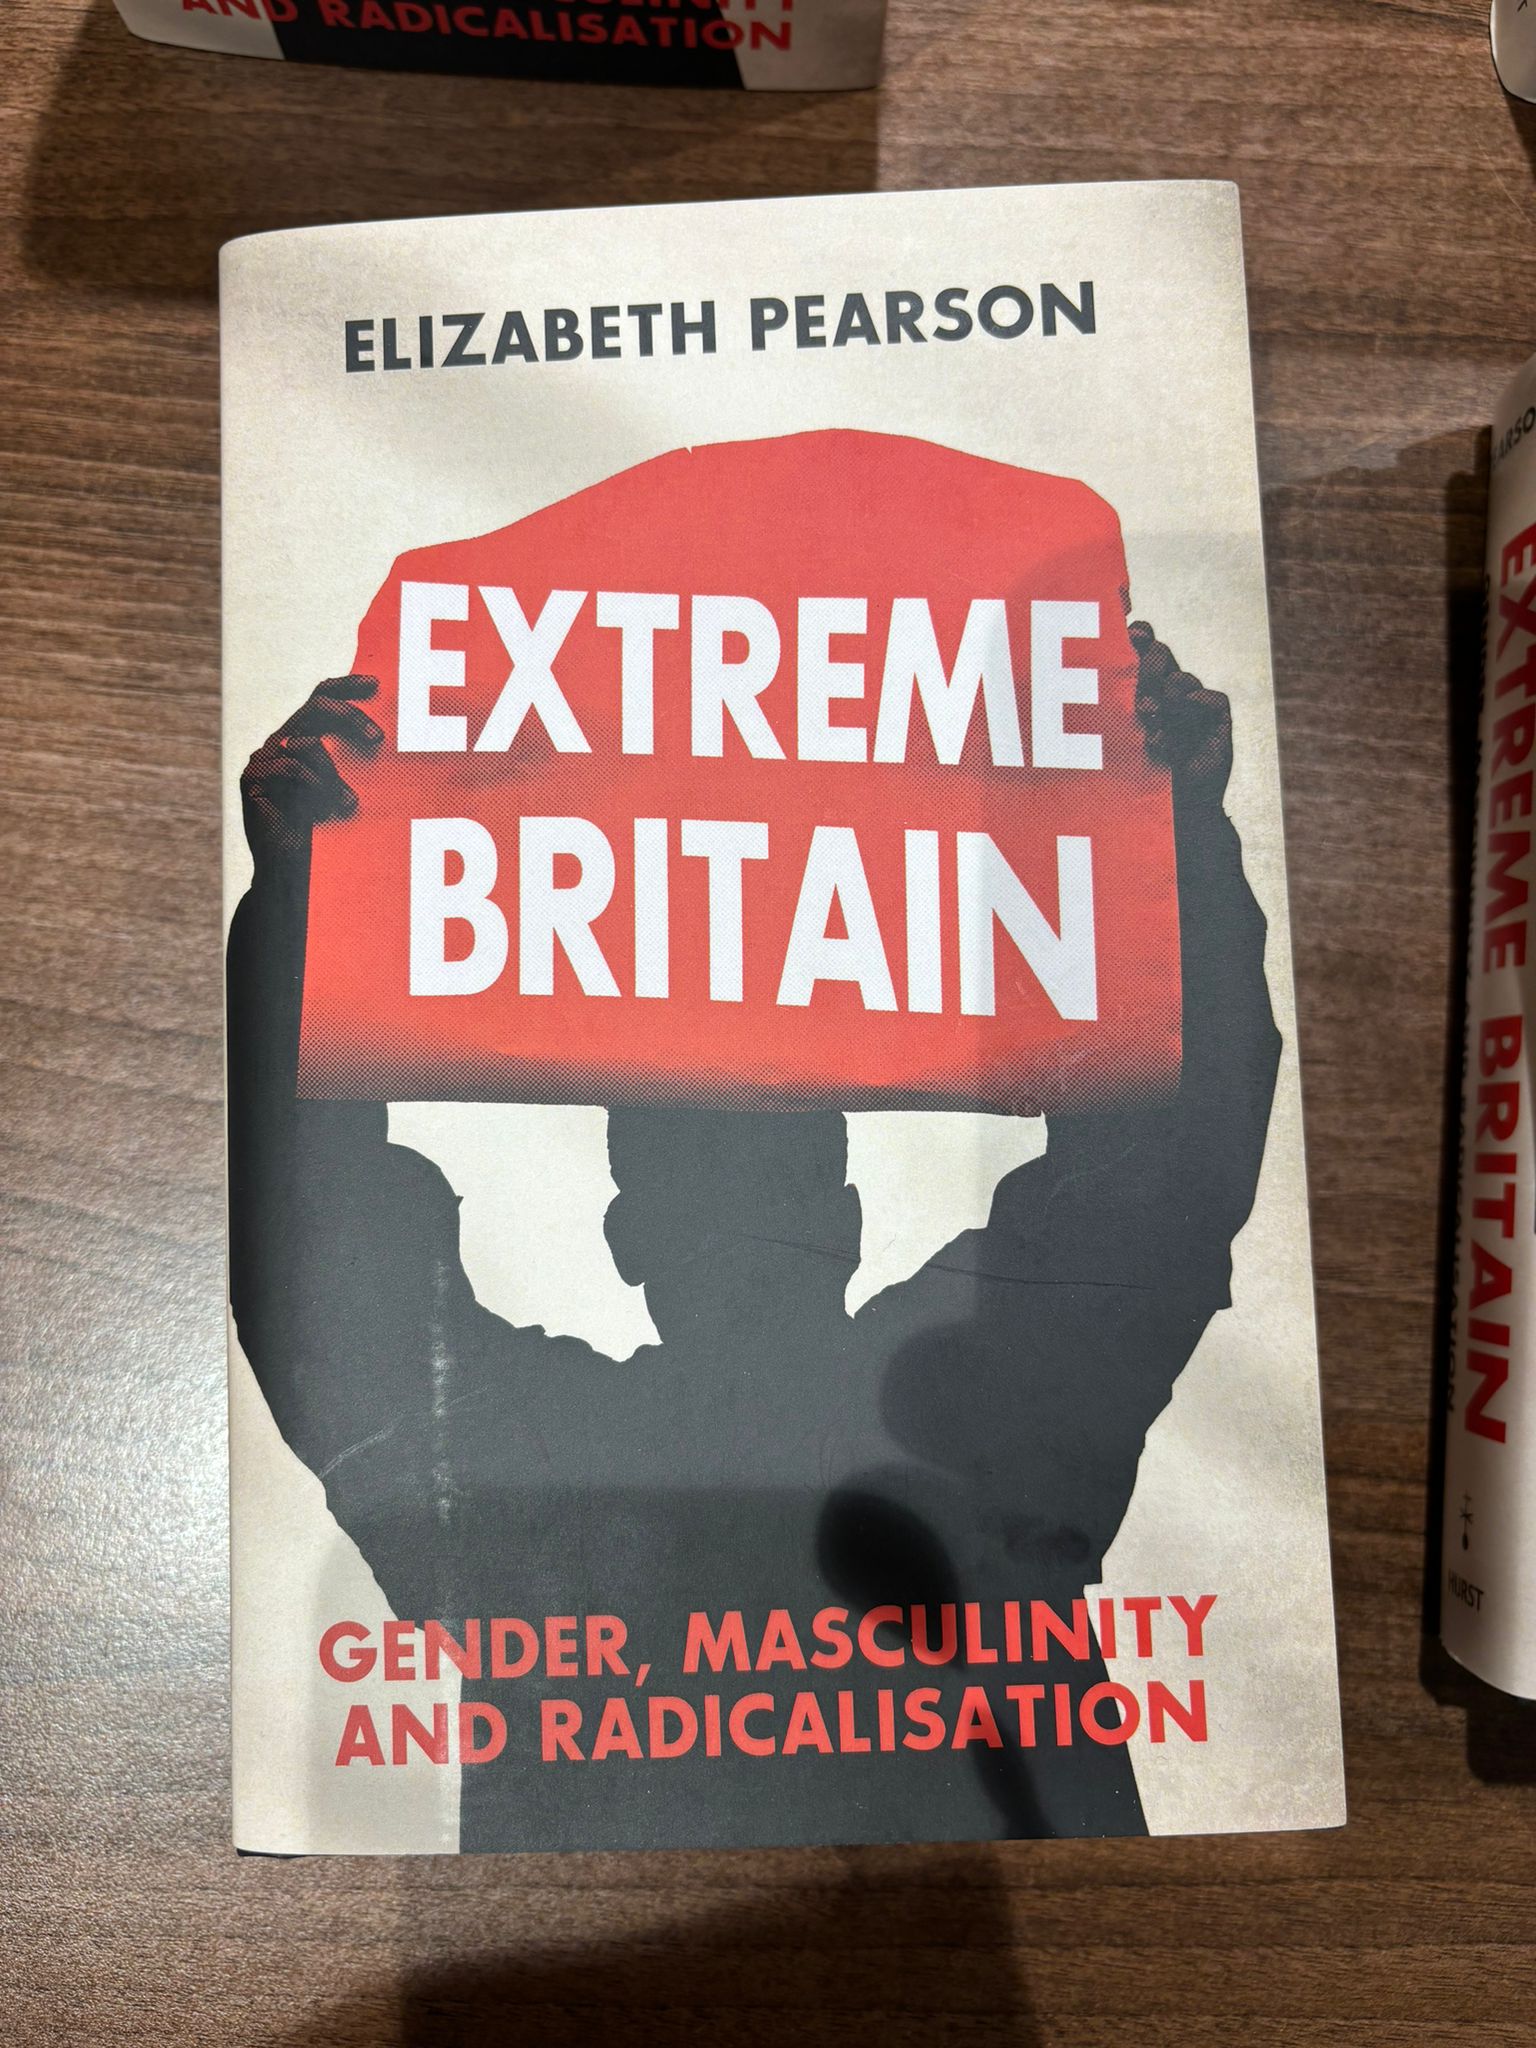 AND RADICALISATION
ELIZABETH PEARSON
EXTREME
BRITAIN
GENDER, MASCULINITY
AND RADICALISATION
EXTREME BRITAIN
HURST